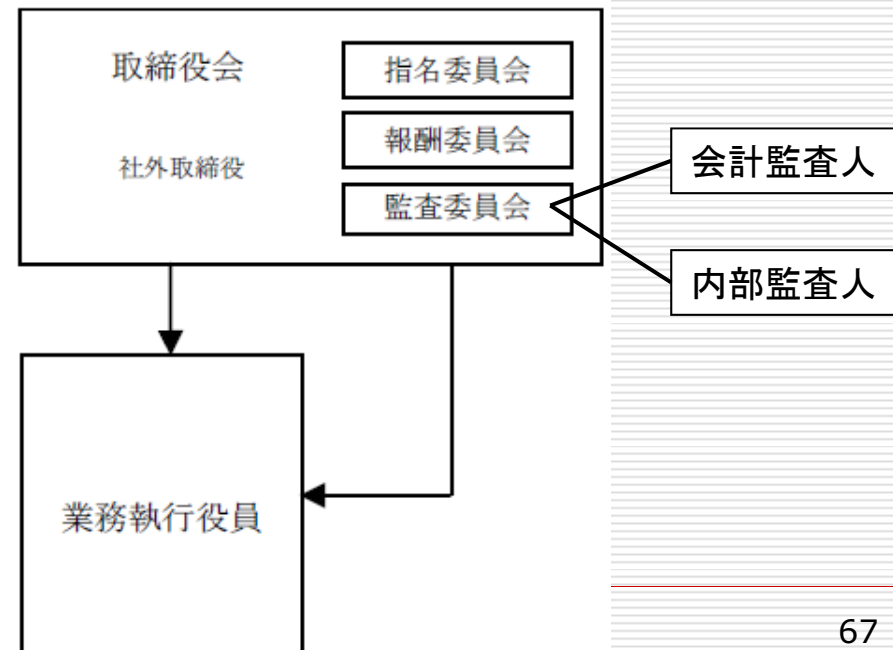 取締役会
社外取締役
指名委員会
報酬委員会
監査委員会
会計監査人
内部監査人
業務執行役員
67